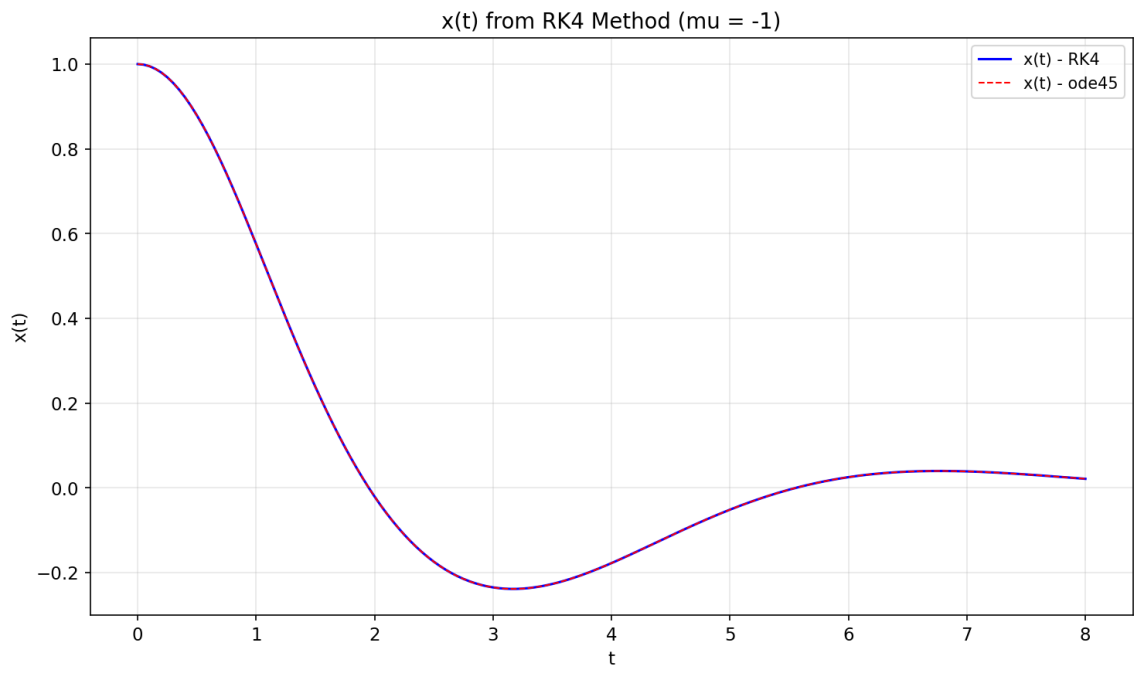 x(t) from RK4 Method (mu = -1)
x(t) - RK4
x(t) - ode45
1.0
0.8
0.6
0.4
0.2
0.0
−0.2
x(t)
0 1 2 3 4 5 6 7 8
t